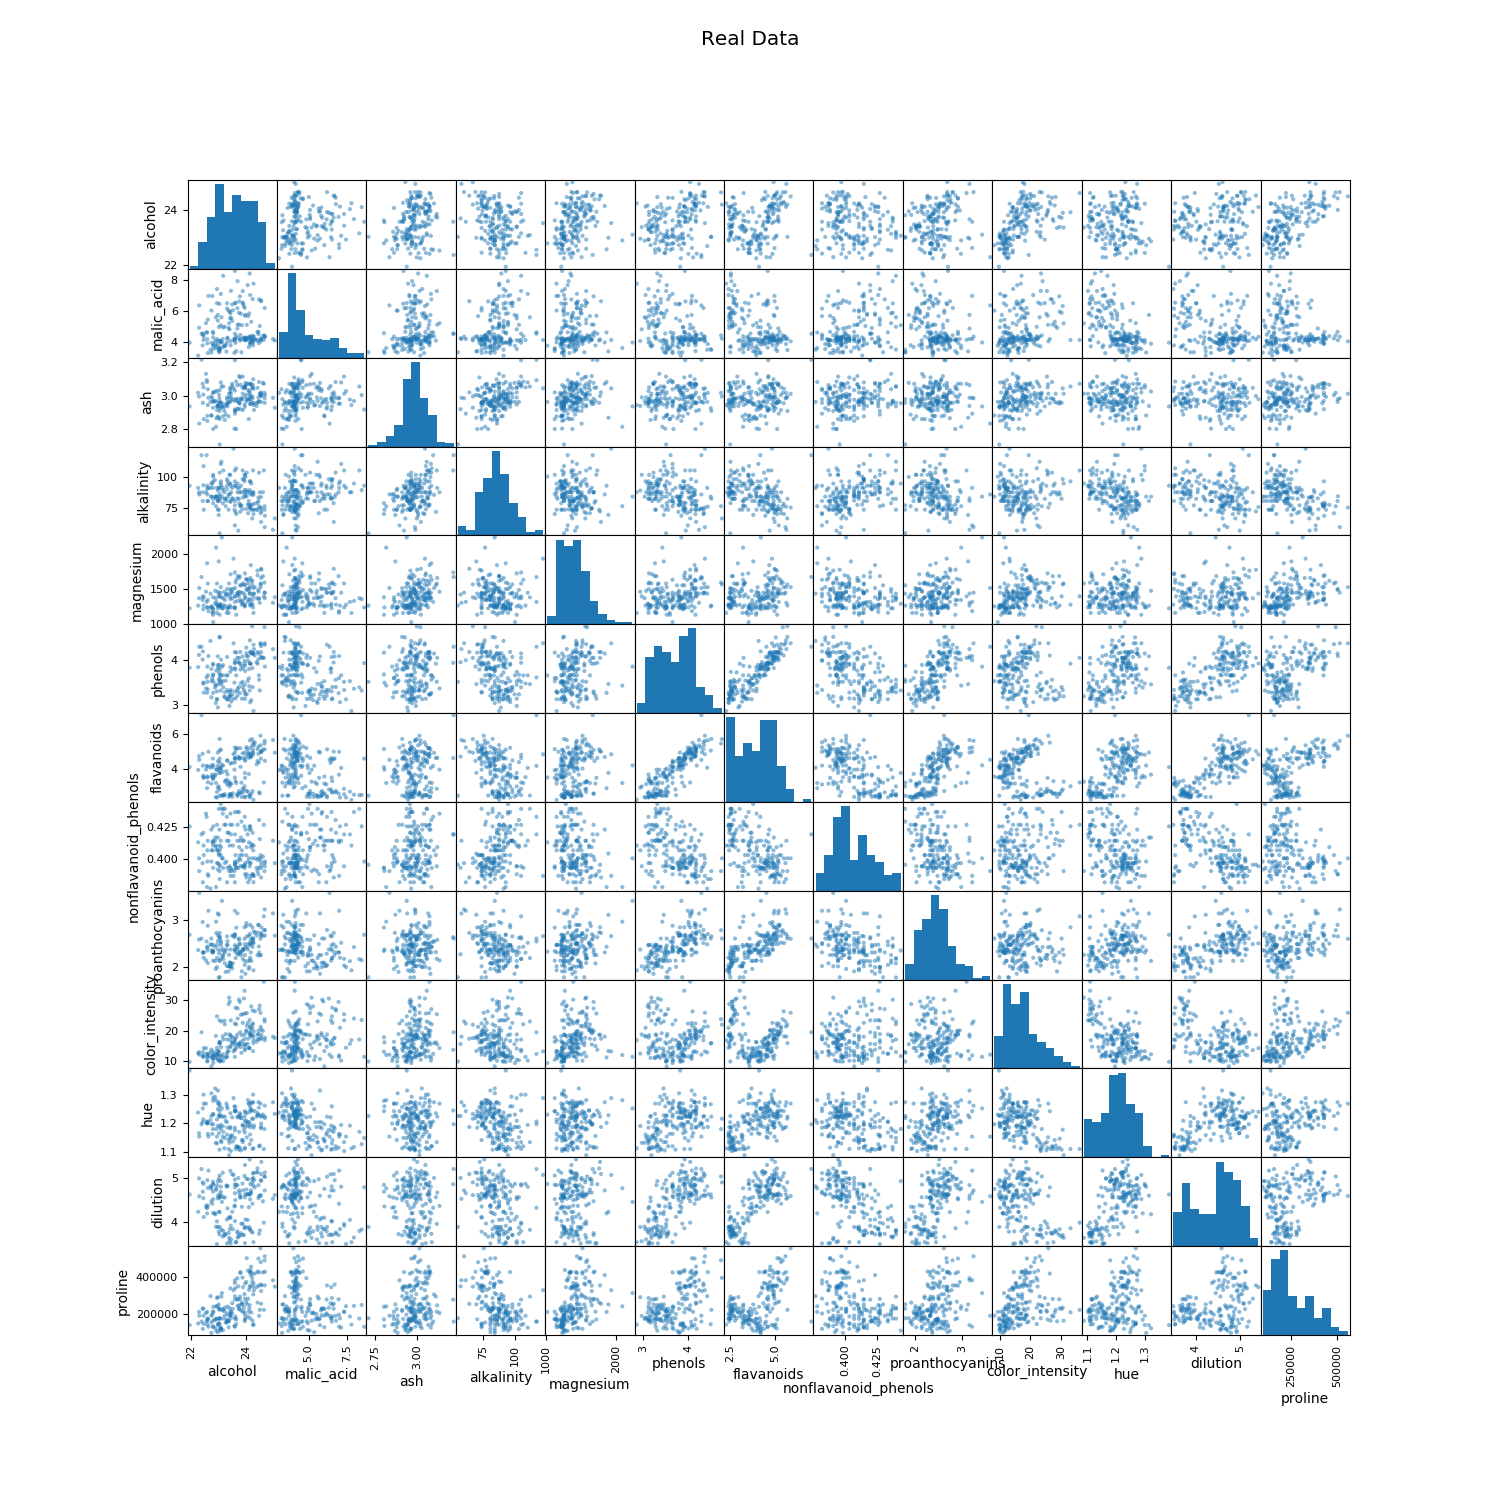 Real Data
alcohol
24
22
malic_acid
8
6
4
ash
3.2
3.0
2.8
alkalinity
100
75
magnesium
2000
1500
1000
phenols
4
3
flavanoids
6
4
nonflavanoid_phenols
0.425
0.400
proanthocyanins
3
2
color_intensity
30
20
10
hue
1.3
1.2
1.1
dilution
5
4
proline
400000
200000
22 24 5.0 7.5 2.75 3.00 75 100 1000 2000 3 4 2.5 5.0 0.400 0.425 2 3 10 20 30 1.1 1.2 1.3 4 5 250000 500000
alcohol malic_acid ash alkalinity magnesium phenols flavanoids nonflavanoid_phenols proanthocyanins color_intensity hue dilution proline